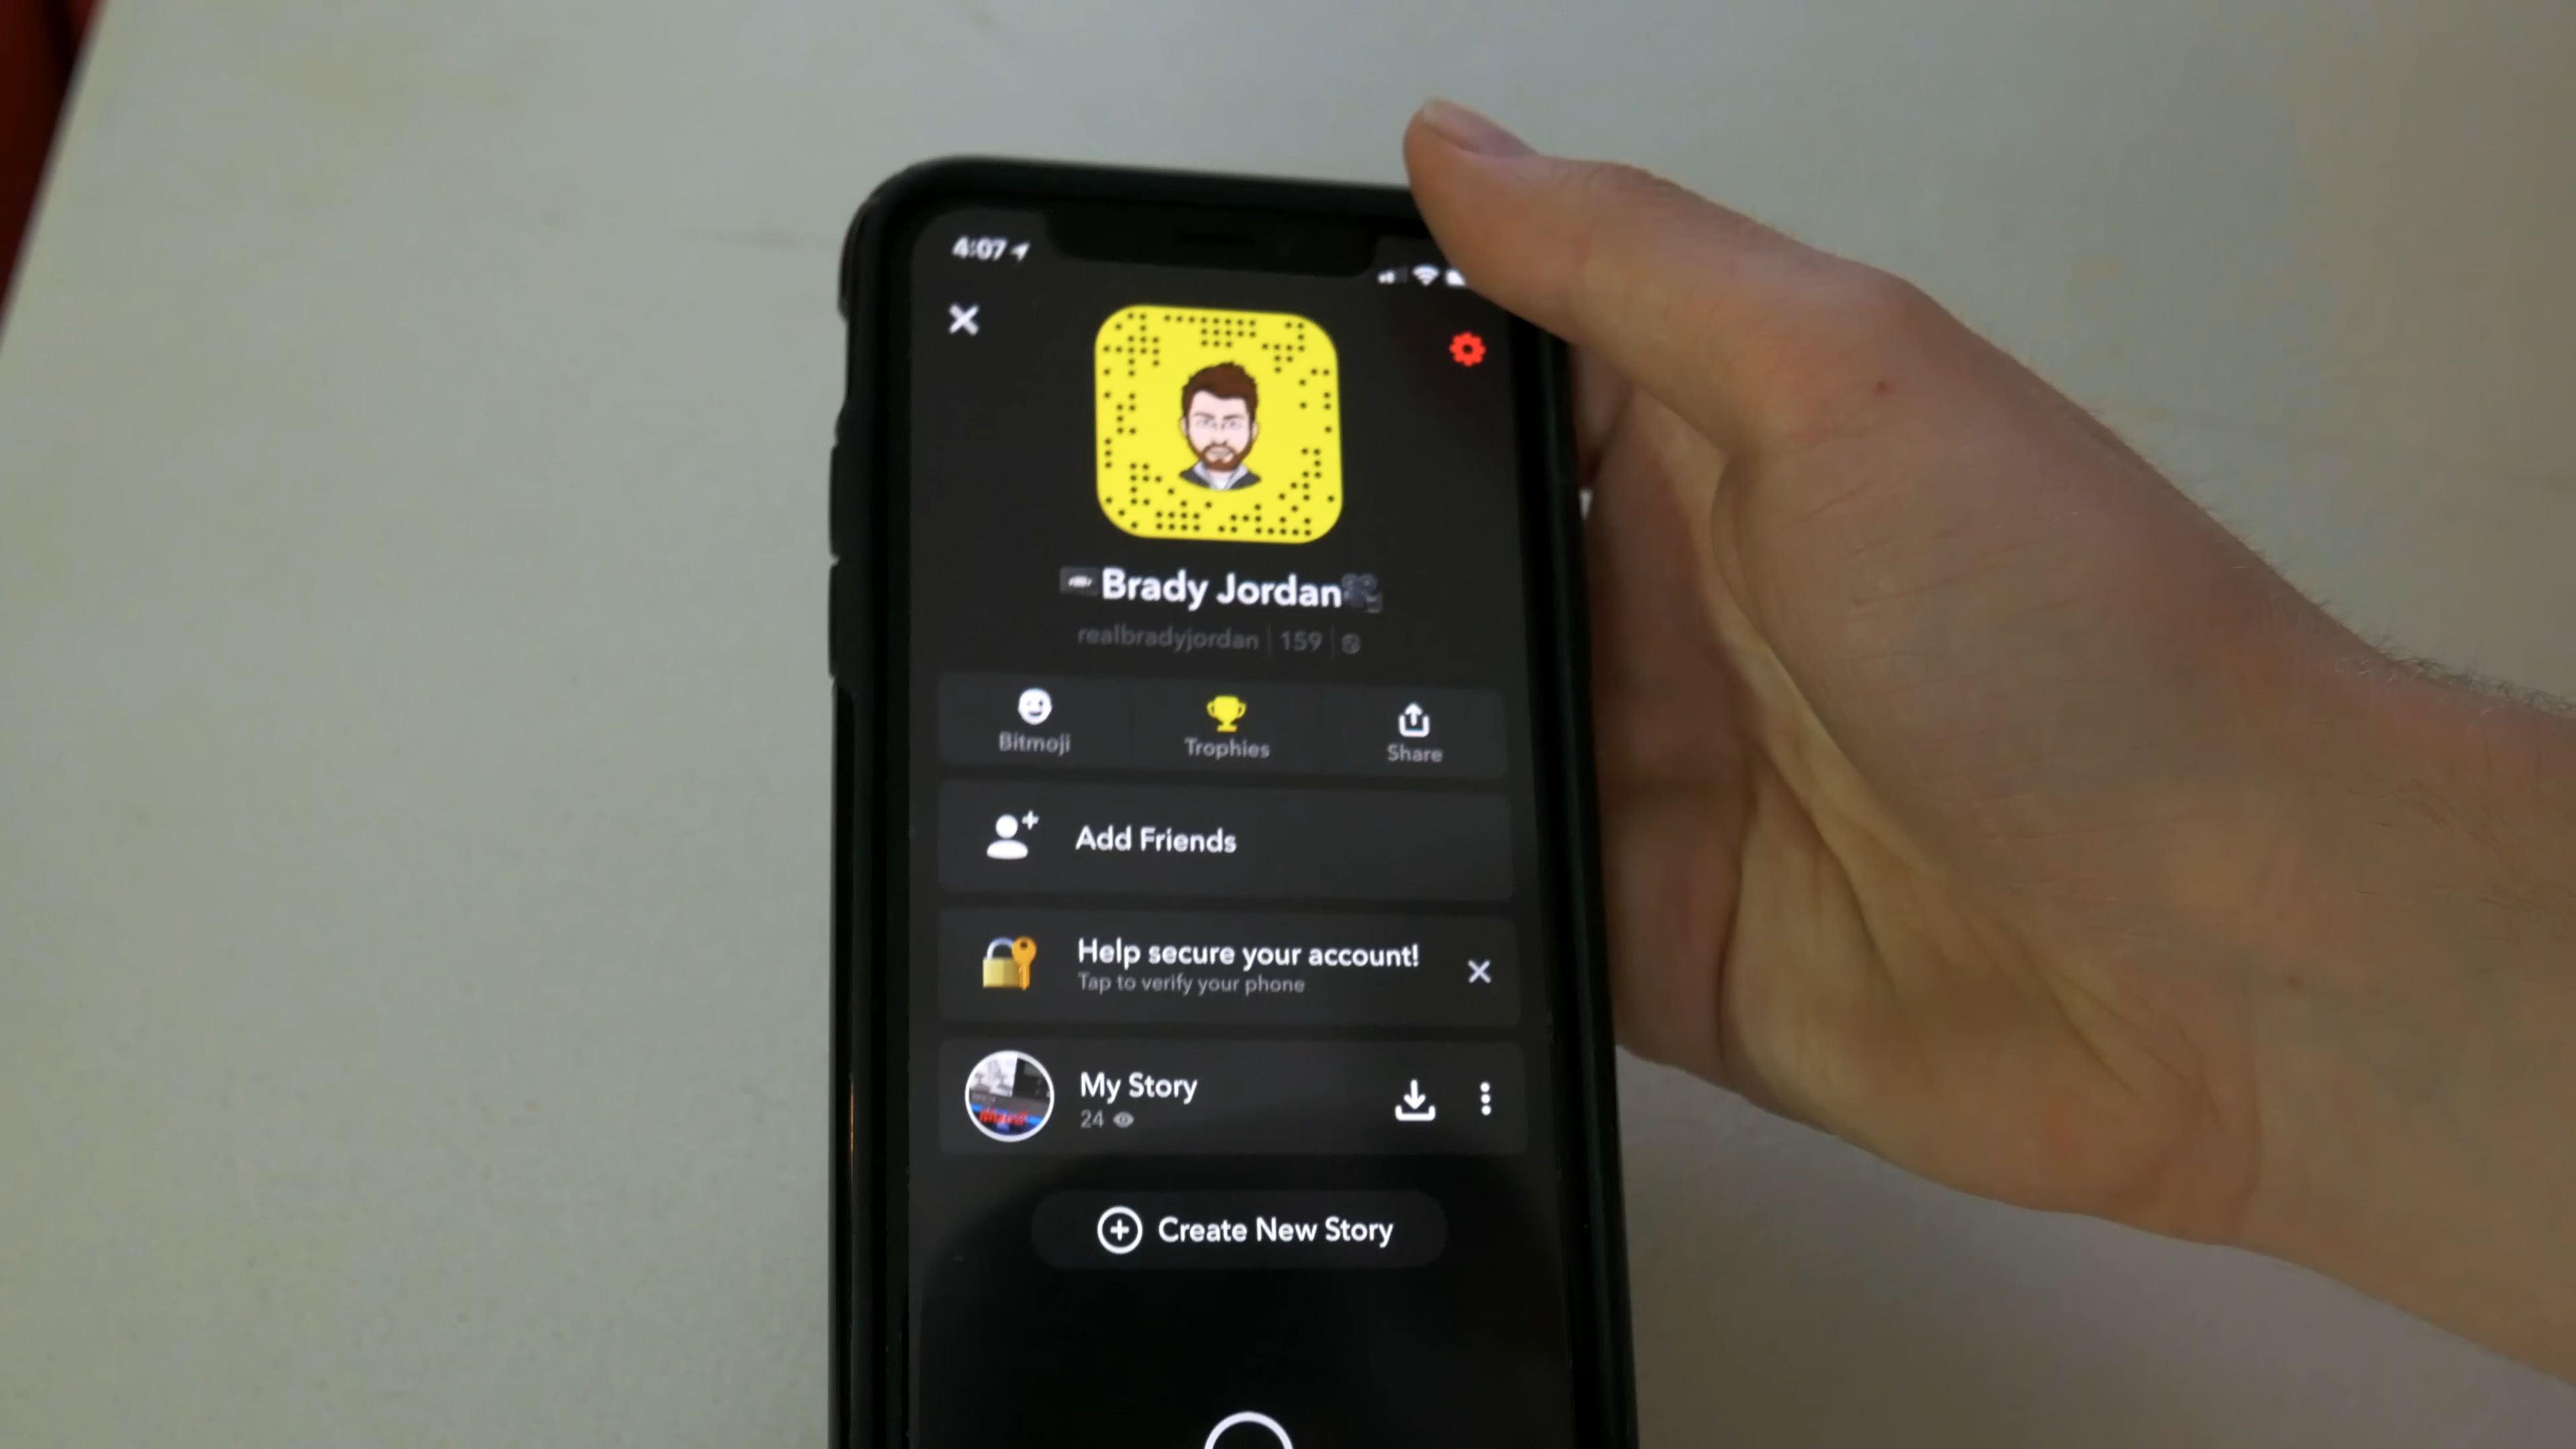 4:07
Brady Jordan
realbradyjordan | 159
Bitmoji
Trophies
Share
Add Friends
Help secure your account!
Tap to verify your phone
My Story
24
Create New Story